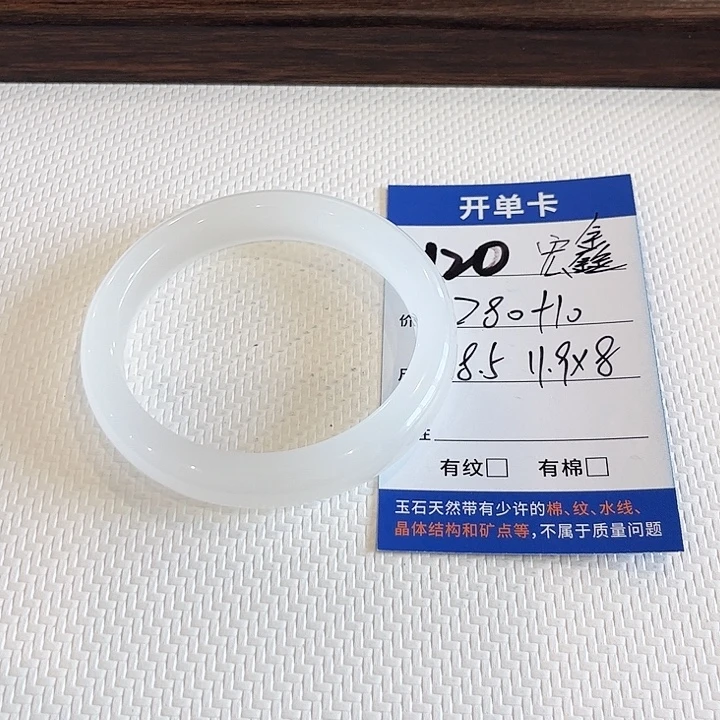 开单卡
120 宏鑫
价 280+10
8.5 11.9×8
注
有纹□ 有棉□
玉石天然带有少许的棉、纹、水线、
晶体结构和矿点等,不属于质量问题